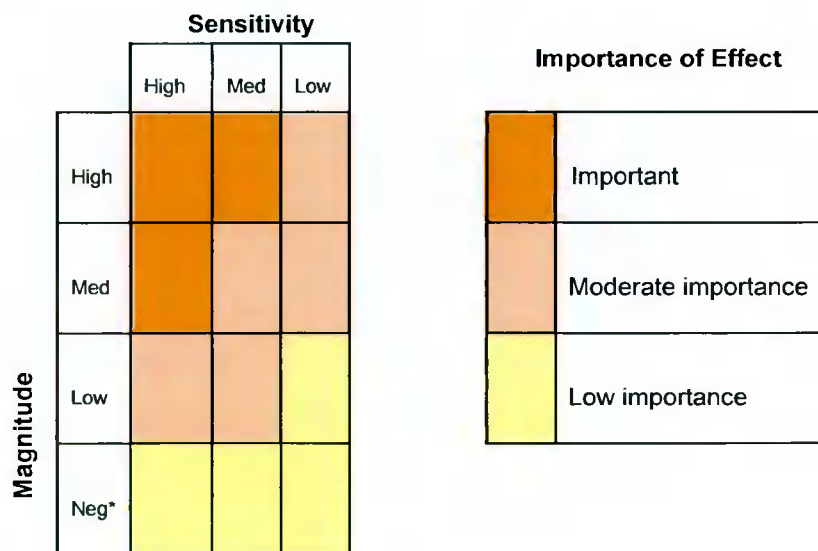 Sensitivity
High Med Low
Magnitude
High
Med
Low
Neg*
Importance of Effect
Important
Moderate importance
Low importance